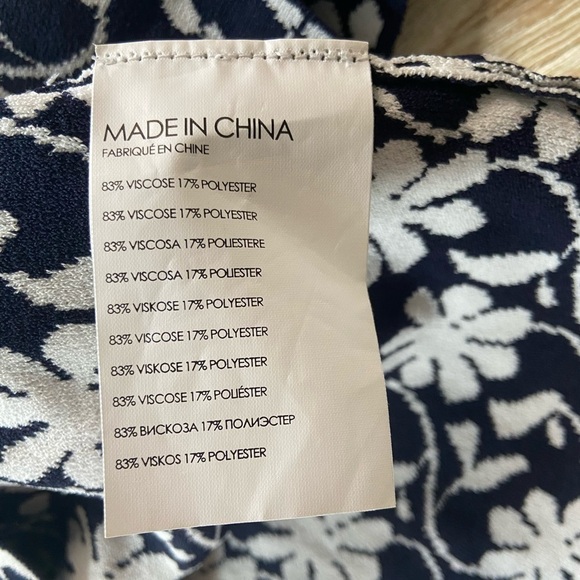 MADE IN CHINA
FABRIQUÉ EN CHINE
83% VISCOSE 17% POLYESTER
83% VISCOSE 17% POLYESTER
83% VISCOSA 17% POLIESTERE
83% VISCOSA 17% POLIESTER
83% VISKOSE 17% POLYESTER
83% VISCOSE 17% POLYESTER
83% VISKOSE 17% POLYESTER
83% VISCOSE 17% POLIÉSTER
83% ВИСКОЗА 17% ПОЛИЭСТЕР
83% VISKOS 17% POLYESTER